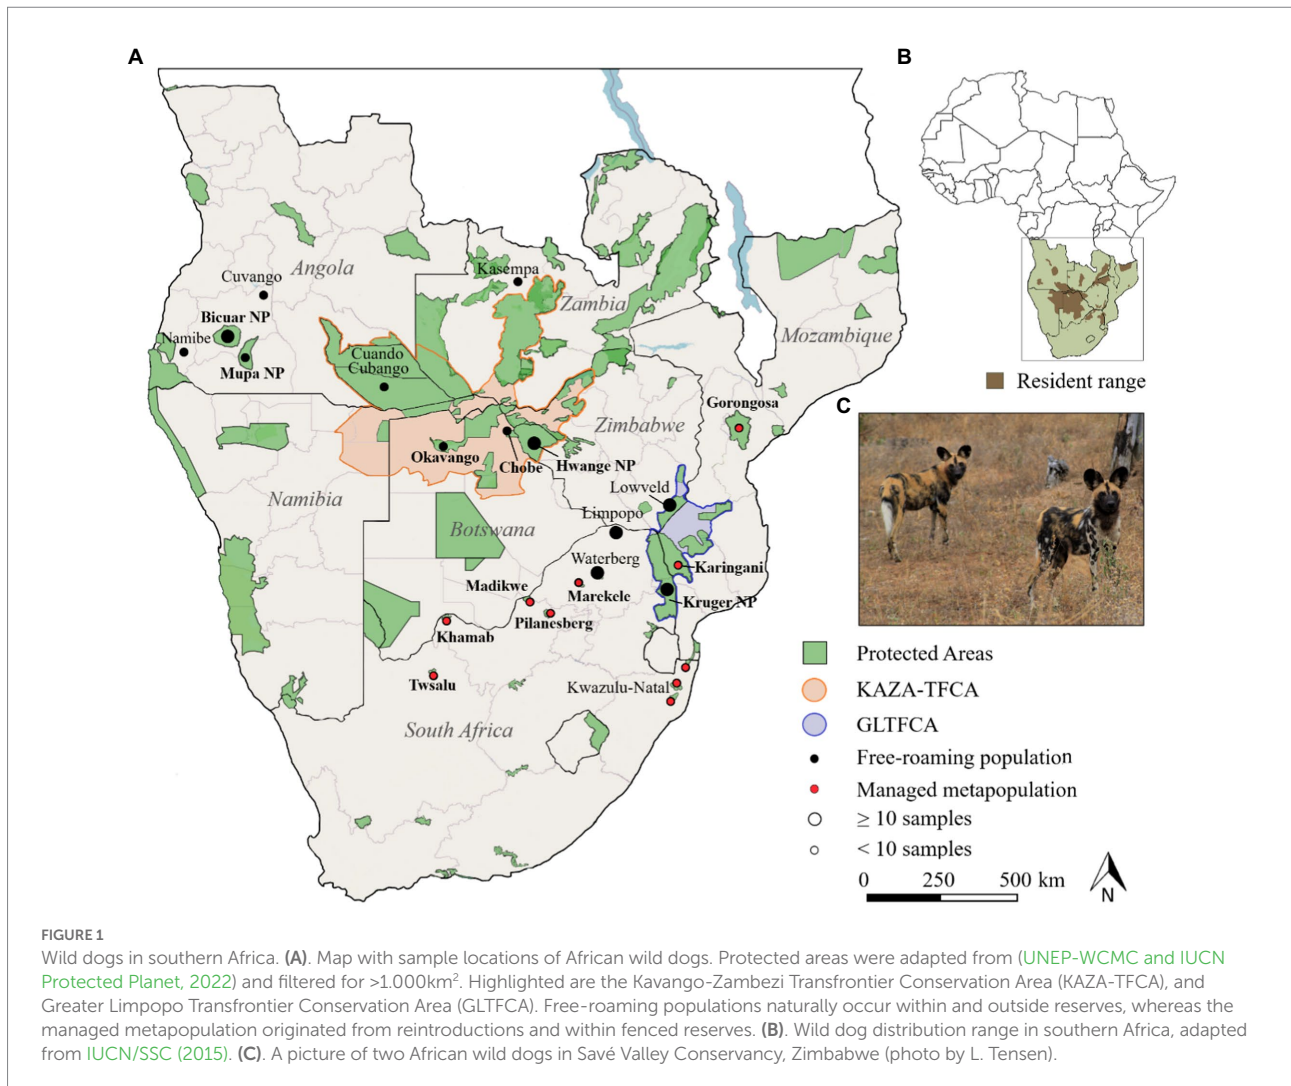 A
B
Cuvango
Angola
Kasempa
Bicuar NP
Zambia
Namibe
Mozambique
Cuando
Cubango
Mupa NP
Resident range
C
Gorongosa
Zimbabwe
Okavango
Chobe
Hwange NP
Lowveld
Namibia
Limpopo
Botswana
Waterberg
Karingani
Madikwe
Marekele
Kruger NP
Pilanesberg
Khamab
Twsalu
Kwazulu-Natal
South Africa
Protected Areas
KAZA-TFCA
GLTFCA
Free-roaming population
Managed metapopulation
≥ 10 samples
< 10 samples
0 250 500 km
N
FIGURE 1
Wild dogs in southern Africa. (A). Map with sample locations of African wild dogs. Protected areas were adapted from (UNEP-WCMC and IUCN
Protected Planet, 2022) and filtered for >1.000km². Highlighted are the Kavango-Zambezi Transfrontier Conservation Area (KAZA-TFCA), and
Greater Limpopo Transfrontier Conservation Area (GLTFCA). Free-roaming populations naturally occur within and outside reserves, whereas the
managed metapopulation originated from reintroductions and within fenced reserves. (B). Wild dog distribution range in southern Africa, adapted
from IUCN/SSC (2015). (C). A picture of two African wild dogs in Savé Valley Conservancy, Zimbabwe (photo by L. Tensen).